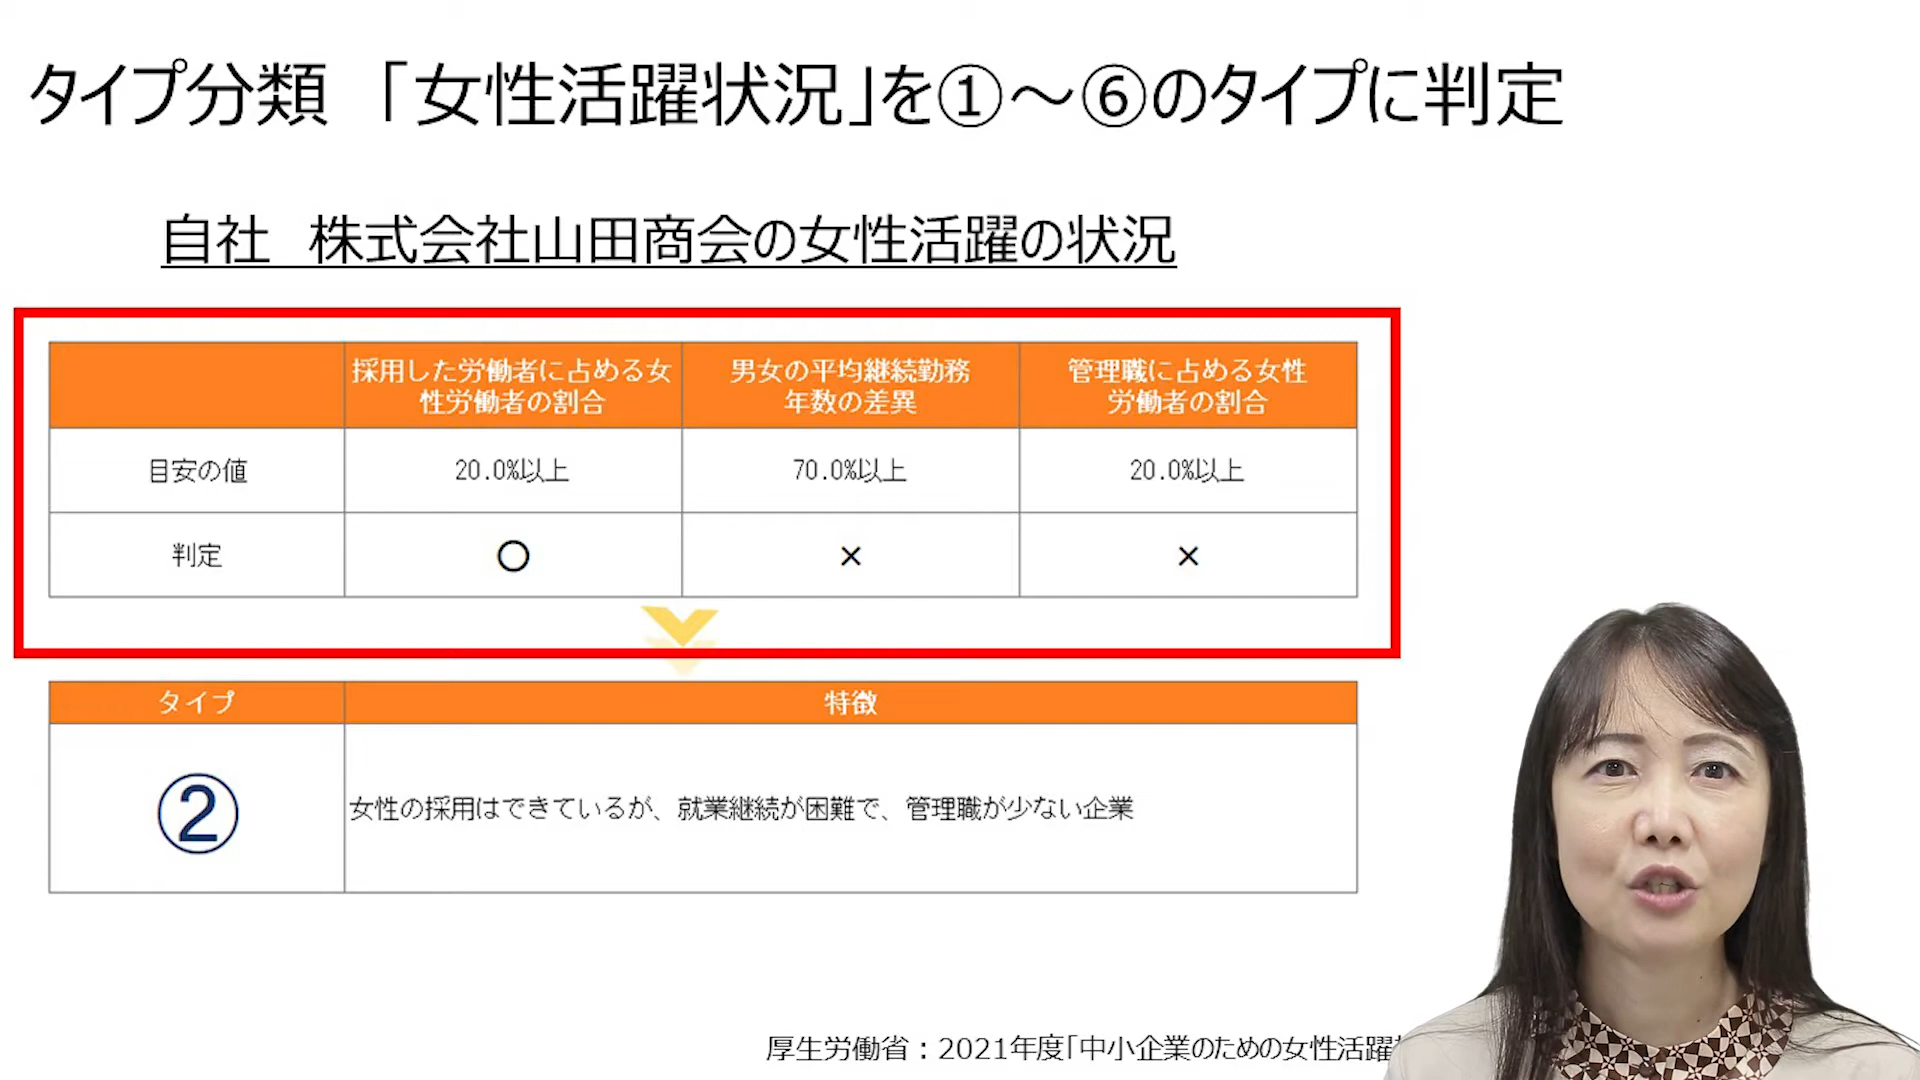 タイプ分類 「女性活躍状況」を①～⑥のタイプに判定
自社 株式会社山田商会の女性活躍の状況
採用した労働者に占める女
性労働者の割合
男女の平均継続勤務
年数の差異
管理職に占める女性
労働者の割合
目安の値
20.0%以上
70.0%以上
20.0%以上
判定
〇
×
×
タイプ
特徴
②
女性の採用はできているが、就業継続が困難で、管理職が少ない企業
厚生労働省：2021年度「中小企業のための女性活躍